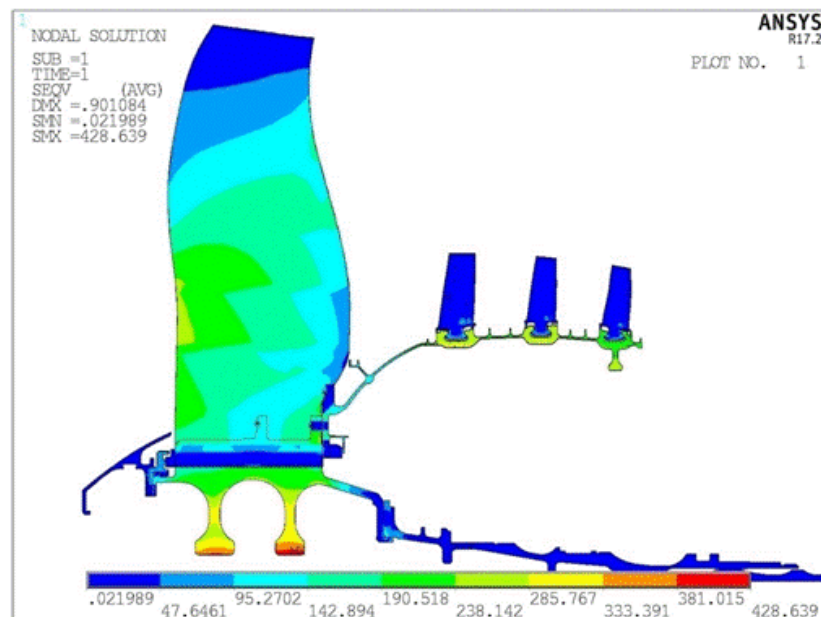 1
NODAL SOLUTION
SUB =1
TIME=1
SEQV (AVG)
DMX =.901084
SMN =.021989
SMX =428.639
ANSYS
R17.2
PLOT NO. 1
.021989
47.6461
95.2702
142.894
190.518
238.142
285.767
333.391
381.015
428.639